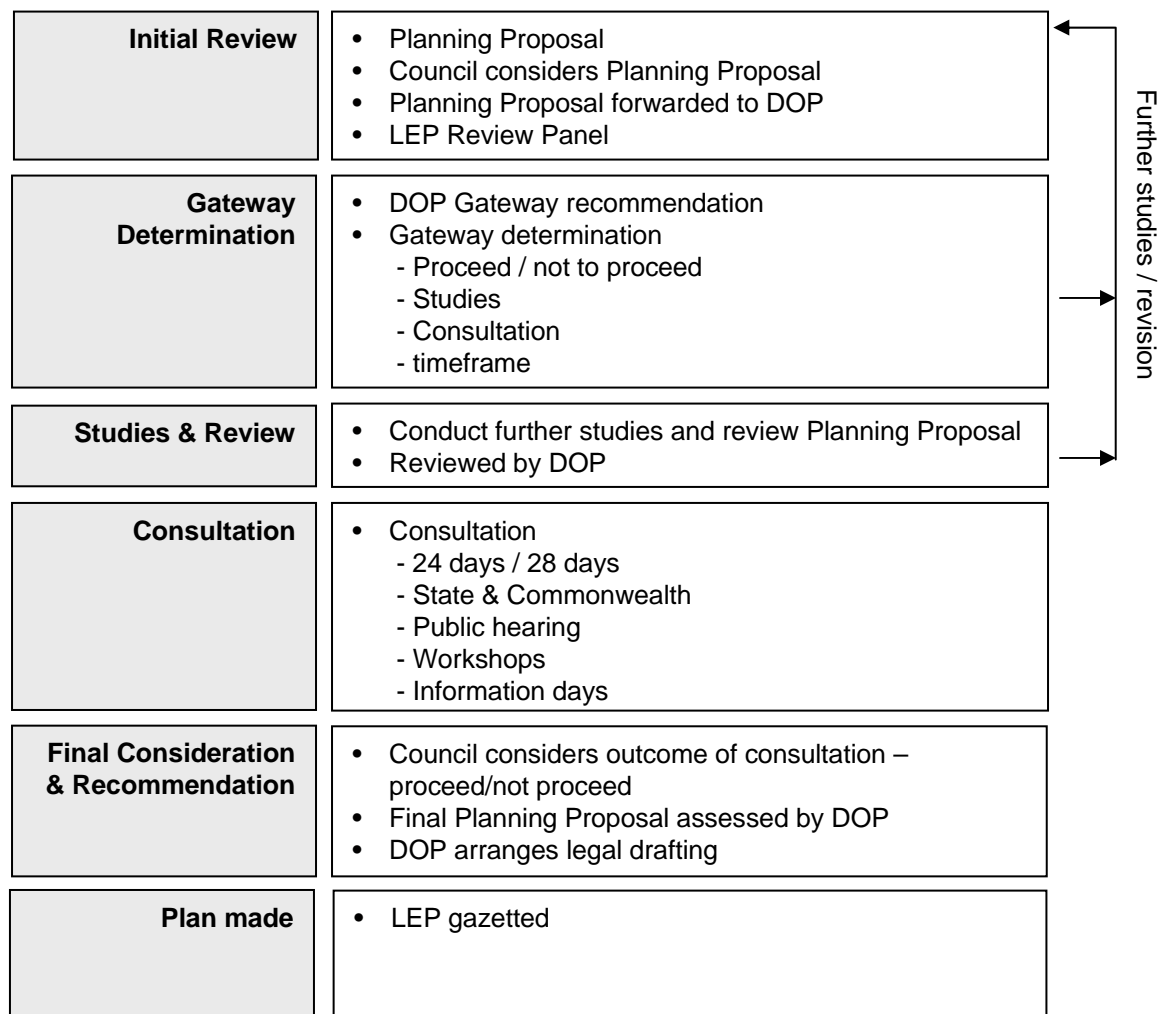 Initial Review
• Planning Proposal
• Council considers Planning Proposal
• Planning Proposal forwarded to DOP
• LEP Review Panel
Gateway
Determination
• DOP Gateway recommendation
• Gateway determination
- Proceed / not to proceed
- Studies
- Consultation
- timeframe
Studies & Review
• Conduct further studies and review Planning Proposal
• Reviewed by DOP
Consultation
• Consultation
- 24 days / 28 days
- State & Commonwealth
- Public hearing
- Workshops
- Information days
Final Consideration
& Recommendation
• Council considers outcome of consultation –
proceed/not proceed
• Final Planning Proposal assessed by DOP
• DOP arranges legal drafting
Plan made
• LEP gazetted
Further studies / revision